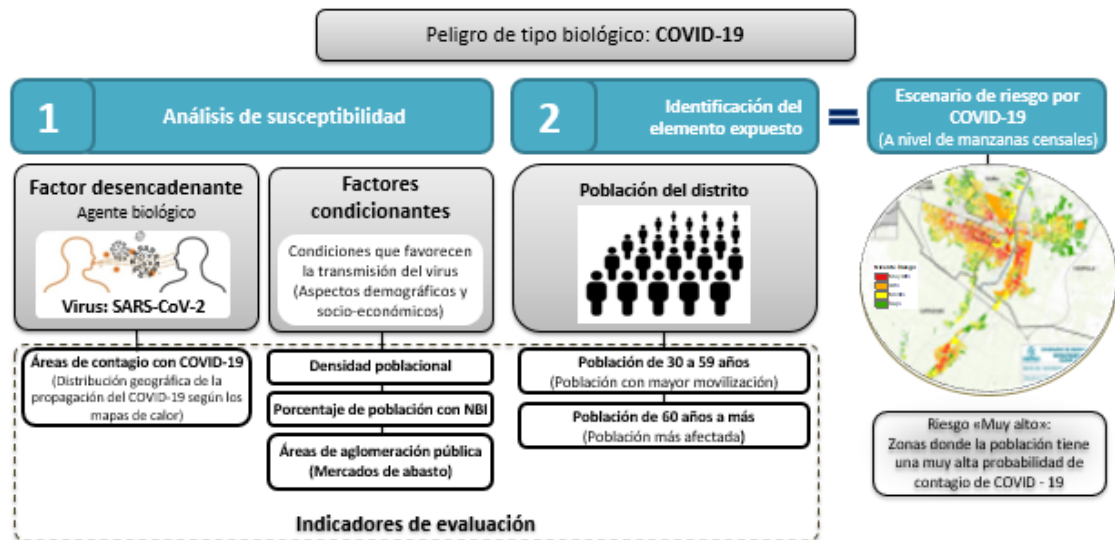 Peligro de tipo biológico: COVID-19
1
Análisis de susceptibilidad
2
Identificación del
elemento expuesto
=
Escenario de riesgo por
COVID-19
(A nivel de manzanas censales)
Factor desencadenante
Agente biológico
Virus: SARS-CoV-2
Factores
condicionantes
Condiciones que favorecen
la transmisión del virus
(Aspectos demográficos y
socio-económicos)
Población del distrito
Áreas de contagio con COVID-19
(Distribución geográfica de la
propagación del COVID-19 según los
mapas de calor)
Densidad poblacional
Porcentaje de población con NBI
Áreas de aglomeración pública
(Mercados de abasto)
Población de 30 a 59 años
(Población con mayor movilización)
Población de 60 años a más
(Población más afectada)
Indicadores de evaluación
Riesgo «Muy alto»:
Zonas donde la población tiene
una muy alta probabilidad de
contagio de COVID - 19